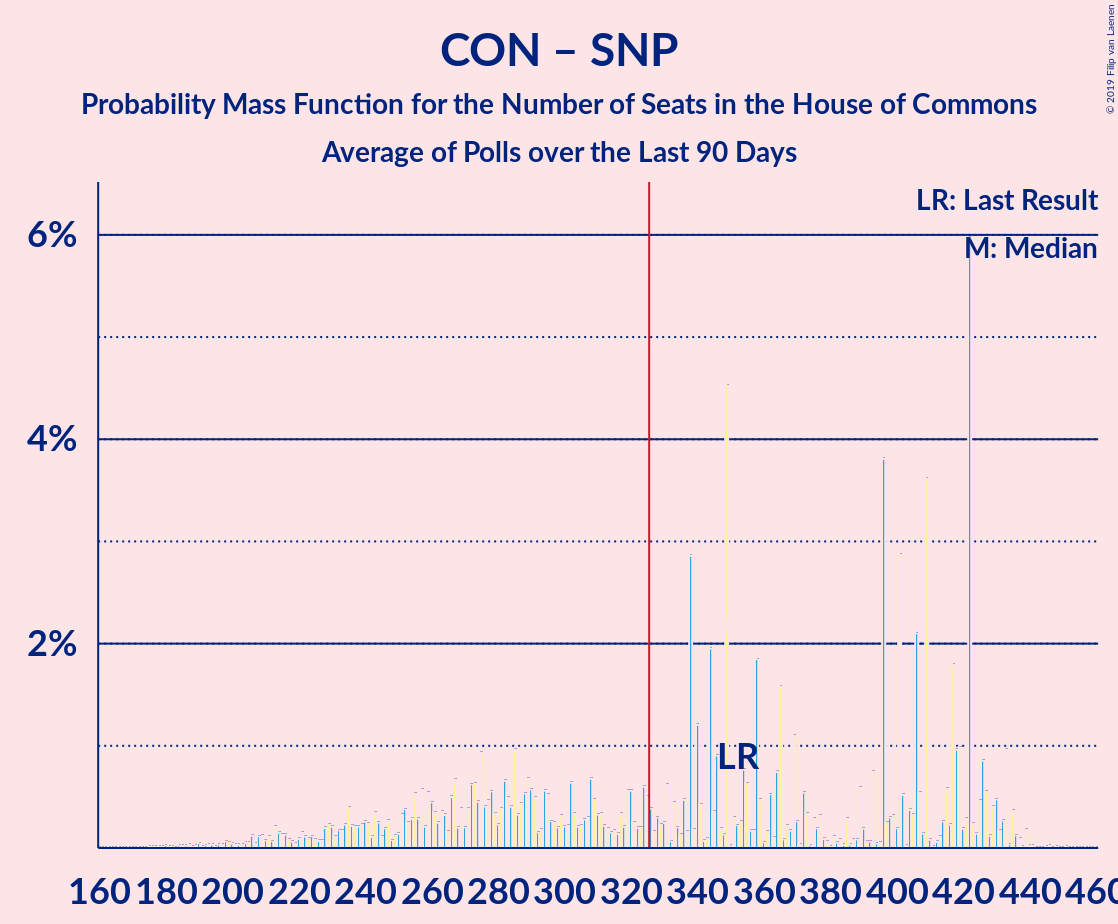 CON – SNP
Probability Mass Function for the Number of Seats in the House of Commons
Average of Polls over the Last 90 Days
© 2019 Filip van Laenen
LR: Last Result
M: Median
6%
4%
2%
LR
160 180 200 220 240 260 280 300 320 340 360 380 400 420 440 460